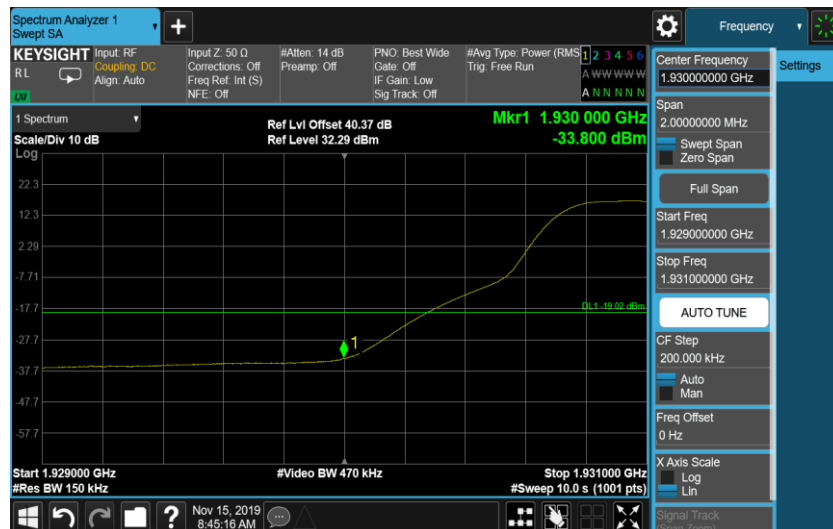 Spectrum Analyzer 1
Swept SA
Frequency
KEYSIGHT
R L
LXI
Input: RF
Coupling: DC
Align: Auto
Input Z: 50 Ω
Corrections: Off
Freq Ref: Int (S)
NFE: Off
#Atten: 14 dB
Preamp: Off
PNO: Best Wide
Gate: Off
IF Gain: Low
Sig Track: Off
#Avg Type: Power (RMS
Trig: Free Run
1 2 3 4 5 6
A W W W W W
A N N N N N
1 Spectrum
Scale/Div 10 dB
Ref Lvl Offset 40.37 dB
Ref Level 32.29 dBm
Mkr1 1.930 000 GHz
-33.800 dBm
Log
22.3
12.3
2.29
-7.71
-17.7
-27.7
-37.7
-47.7
-57.7
DL1 -19.02 dBm
1
Start 1.929000 GHz
#Res BW 150 kHz
#Video BW 470 kHz
Stop 1.931000 GHz
#Sweep 10.0 s (1001 pts)
Center Frequency
1.930000000 GHz
Settings
Span
2.00000000 MHz
Swept Span
Zero Span
Full Span
Start Freq
1.929000000 GHz
Stop Freq
1.931000000 GHz
AUTO TUNE
CF Step
200.000 kHz
Auto
Man
Freq Offset
0 Hz
X Axis Scale
Log
Lin
Signal Track
?
Nov 15, 2019
8:45:16 AM